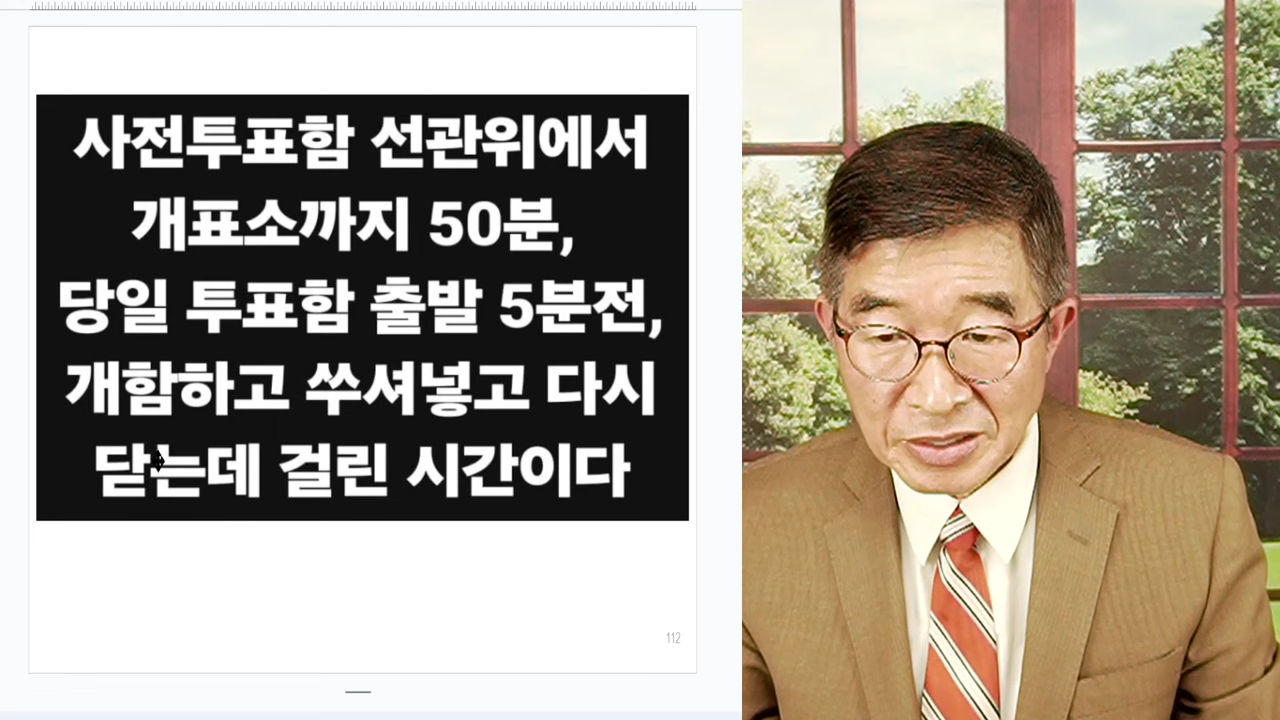 사전투표함 선관위에서
개표소까지 50분,
당일 투표함 출발 5분전,
개함하고 쑤셔넣고 다시
닫는데 걸린 시간이다
112